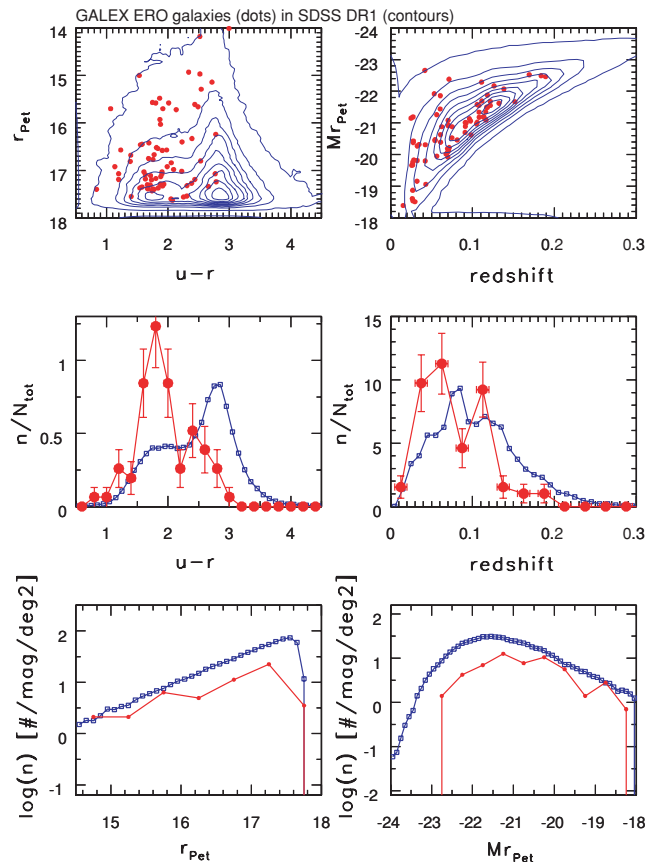 GALEX ERO galaxies (dots) in SDSS DR1 (contours)
14
15
16
17
18
r_Pet
1 2 3 4
u-r
-24
-22
-21
-20
-19
-18
Mr_Pet
0 0.1 0.2 0.3
redshift
1
0.5
0
n/N_tot
1 2 3 4
u-r
15
10
5
0
n/N_tot
0 0.1 0.2 0.3
redshift
2
1
0
-1
log(n) [#/mag/deg2]
15 16 17 18
r_Pet
2
1
0
-1
-2
log(n) [#/mag/deg2]
-24 -23 -22 -21 -20 -19 -18
Mr_Pet